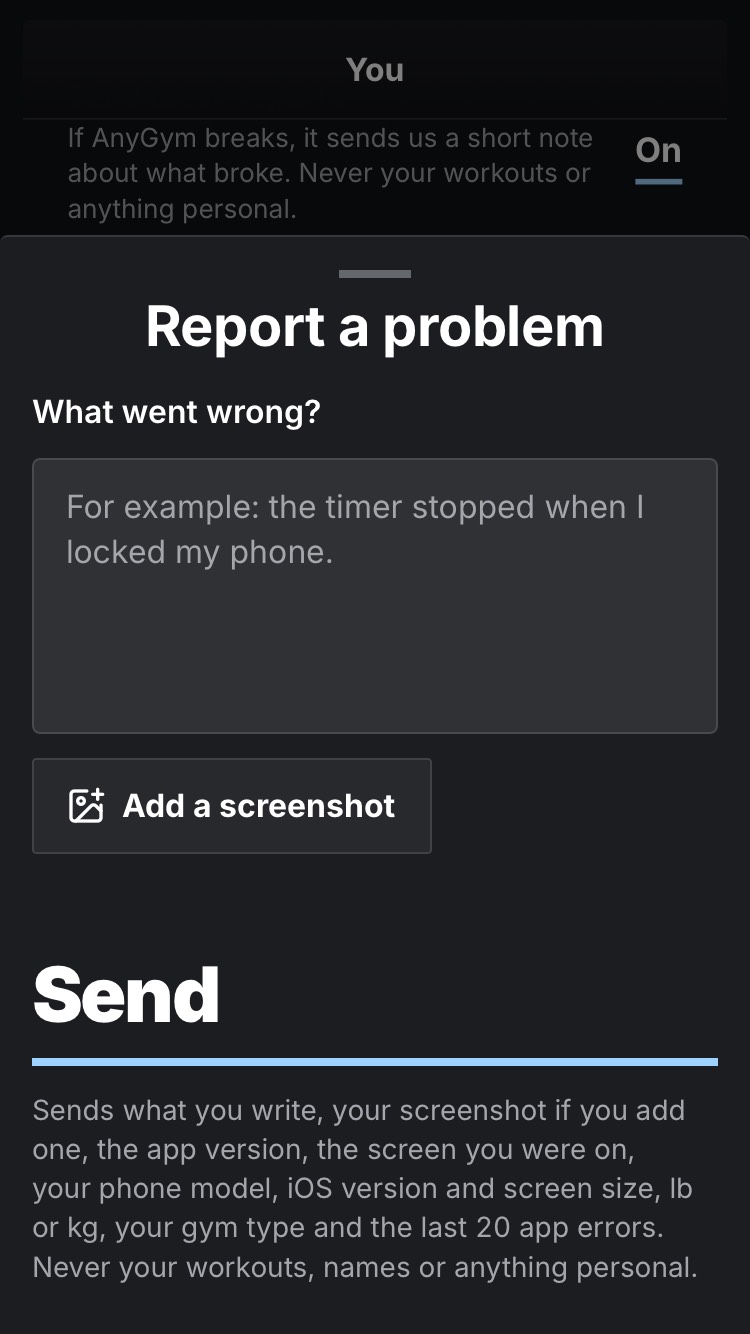 You
If AnyGym breaks, it sends us a short note
about what broke. Never your workouts or
anything personal.
On
Report a problem
What went wrong?
For example: the timer stopped when I
locked my phone.
Add a screenshot
Send
Sends what you write, your screenshot if you add
one, the app version, the screen you were on,
your phone model, iOS version and screen size, lb
or kg, your gym type and the last 20 app errors.
Never your workouts, names or anything personal.